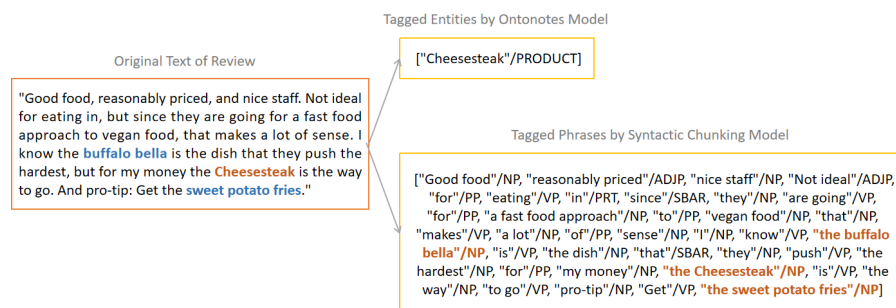 Tagged Entities by Ontonotes Model
["Cheesesteak"/PRODUCT]
Original Text of Review
"Good food, reasonably priced, and nice staff. Not ideal
for eating in, but since they are going for a fast food
approach to vegan food, that makes a lot of sense. I
know the buffalo bella is the dish that they push the
hardest, but for my money the Cheesesteak is the way
to go. And pro-tip: Get the sweet potato fries."
Tagged Phrases by Syntactic Chunking Model
["Good food"/NP, "reasonably priced"/ADJP, "nice staff"/NP, "Not ideal"/ADJP,
"for"/PP, "eating"/VP, "in"/PRT, "since"/SBAR, "they"/NP, "are going"/VP,
"for"/PP, "a fast food approach"/NP, "to"/PP, "vegan food"/NP, "that"/NP,
"makes"/VP, "a lot"/NP, "of"/PP, "sense"/NP, "I"/NP, "know"/VP, "the buffalo
bella"/NP, "is"/VP, "the dish"/NP, "that"/SBAR, "they"/NP, "push"/VP, "the
hardest"/NP, "for"/PP, "my money"/NP, "the Cheesesteak"/NP, "is"/VP, "the
way"/NP, "to go"/VP, "pro-tip"/NP, "Get"/VP, "the sweet potato fries"/NP]